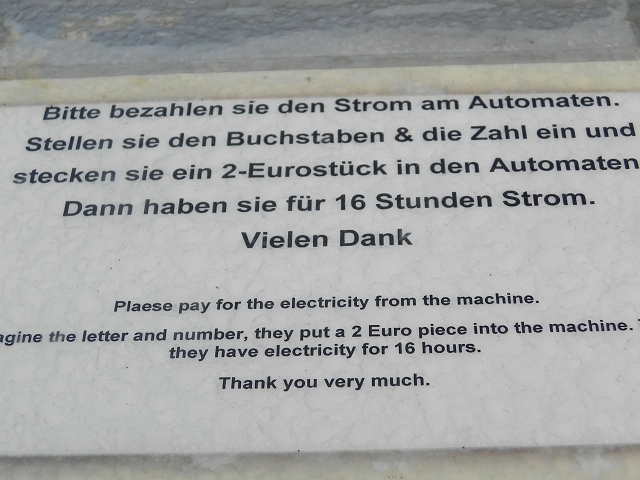 Bitte bezahlen sie den Strom am Automaten.
Stellen sie den Buchstaben & die Zahl ein und
stecken sie ein 2-Eurostück in den Automaten
Dann haben sie für 16 Stunden Strom.
Vielen Dank
Plaese pay for the electricity from the machine.
agine the letter and number, they put a 2 Euro piece into the machine.
they have electricity for 16 hours.
Thank you very much.